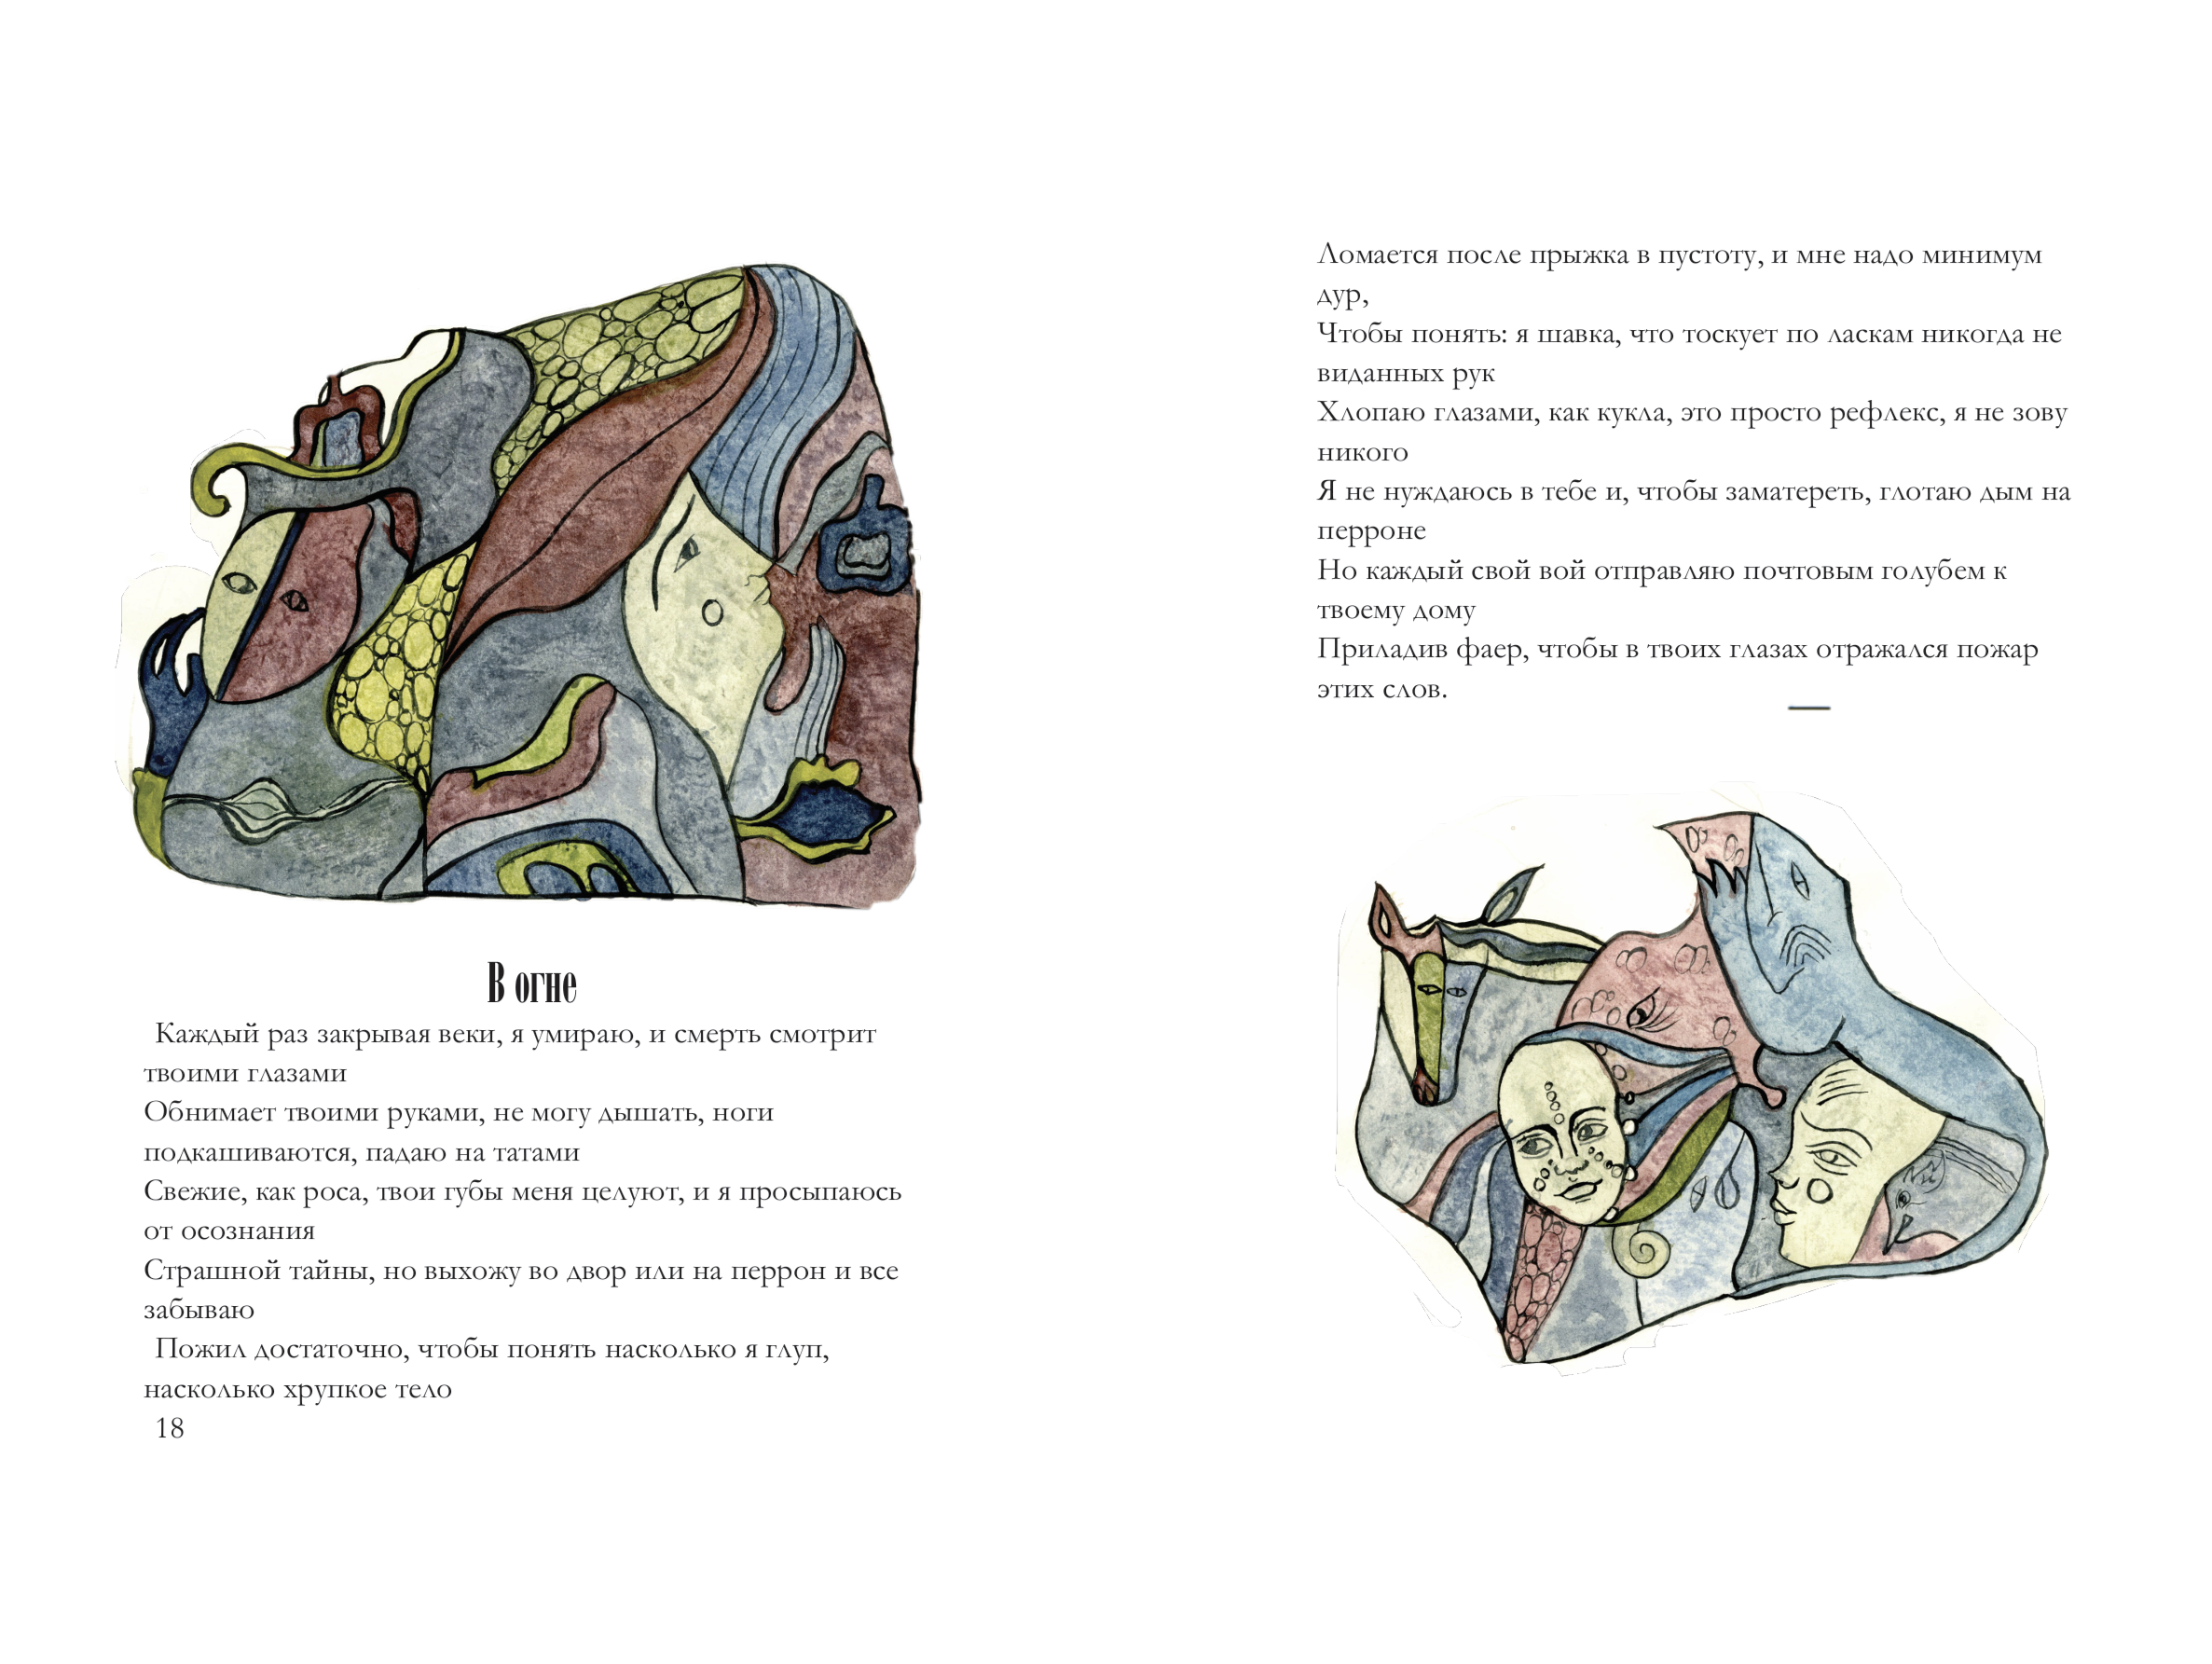 В огне
Каждый раз закрывая веки, я умираю, и смерть смотрит
твоими глазами
Обнимает твоими руками, не могу дышать, ноги
подкашиваются, падаю на татами
Свежие, как роса, твои губы меня целуют, и я просыпаюсь
от осознания
Страшной тайны, но выхожу во двор или на перрон и все
забываю
Пожил достаточно, чтобы понять насколько я глуп,
насколько хрупкое тело
18
Ломается после прыжка в пустоту, и мне надо минимум
дур,
Чтобы понять: я шавка, что тоскует по ласкам никогда не
виданных рук
Хлопаю глазами, как кукла, это просто рефлекс, я не зову
никого
Я не нуждаюсь в тебе и, чтобы заматереть, глотаю дым на
перроне
Но каждый свой вой отправляю почтовым голубем к
твоему дому
Приладив фаер, чтобы в твоих глазах отражался пожар
этих слов.